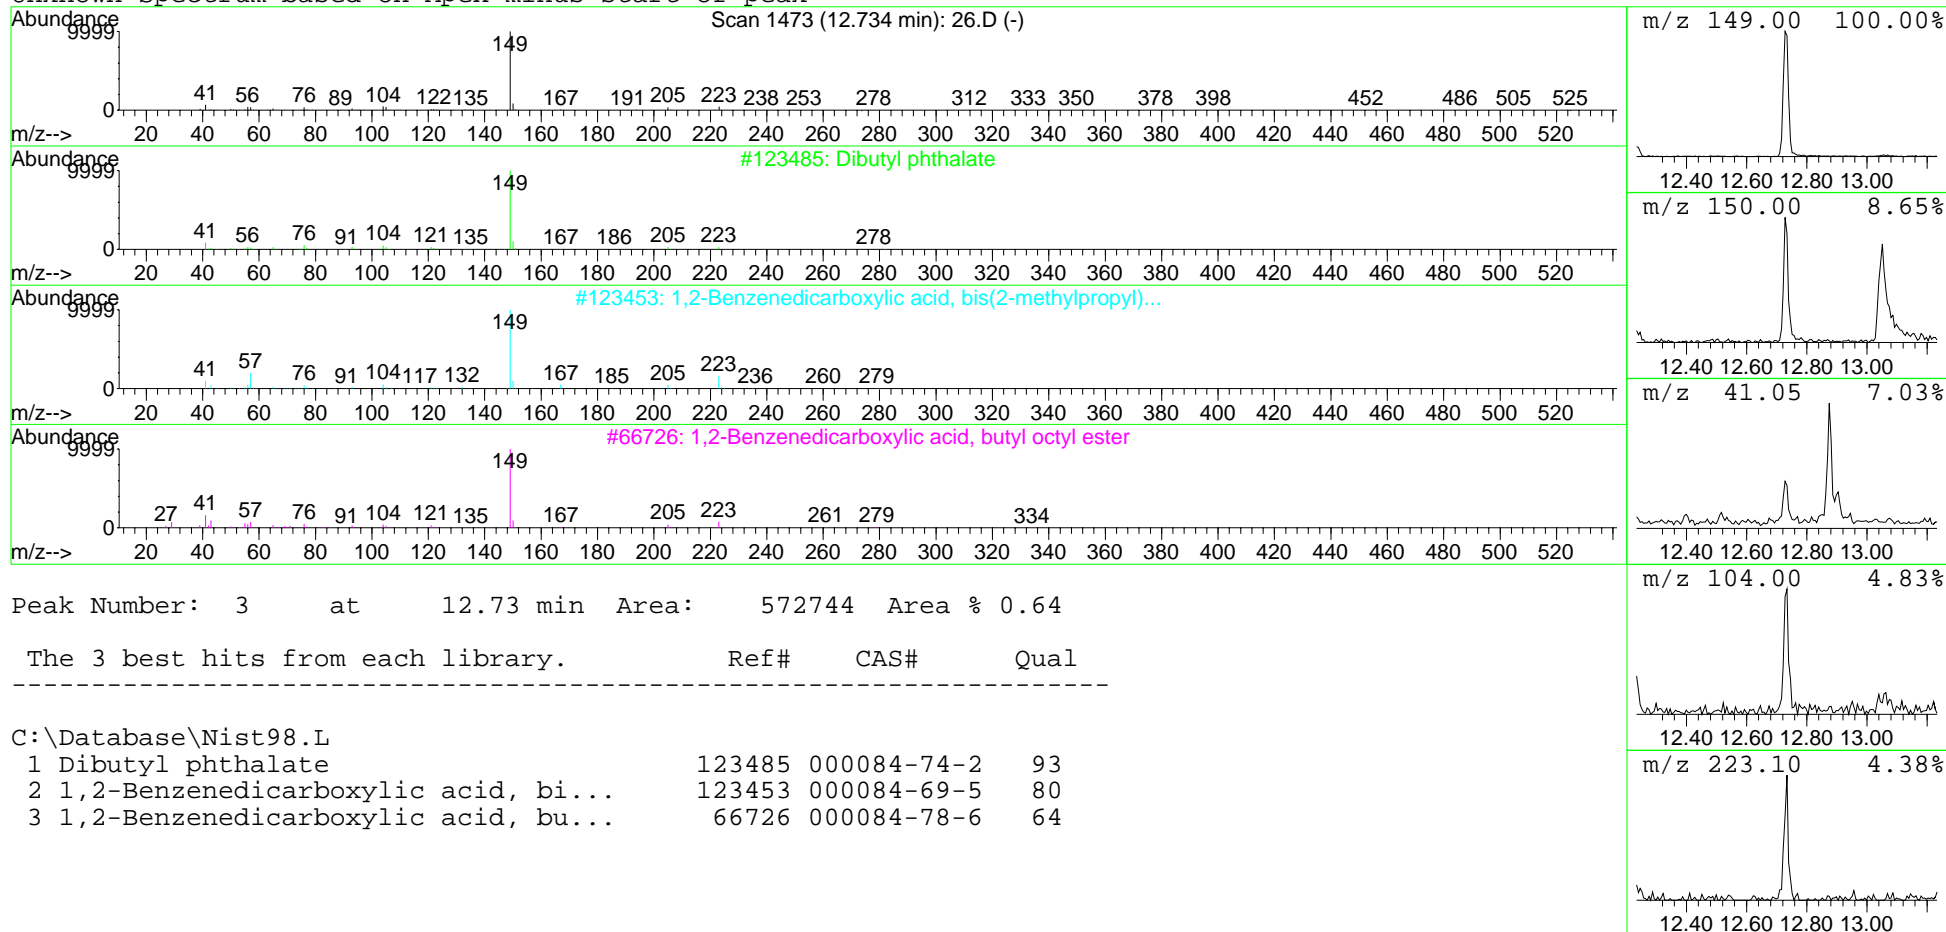 Unknown Spectrum based on Apex minus start of peak
Abundance
Scan 1473 (12.734 min): 26.D (-)
9999
149
41 56 76 89 104 122 135 167 191 205 223 238 253 278 312 333 350 378 398 452 486 505 525
0
20 40 60 80 100 120 140 160 180 200 220 240 260 280 300 320 340 360 380 400 420 440 460 480 500 520
m/z-->
Abundance
#123485: Dibutyl phthalate
9999
149
41 56 76 91 104 121 135 167 186 205 223 278
0
20 40 60 80 100 120 140 160 180 200 220 240 260 280 300 320 340 360 380 400 420 440 460 480 500 520
m/z-->
Abundance
#123453: 1,2-Benzenedicarboxylic acid, bis(2-methylpropyl)...
9999
149
41 57 76 91 104 117 132 167 185 205 223 236 260 279
0
20 40 60 80 100 120 140 160 180 200 220 240 260 280 300 320 340 360 380 400 420 440 460 480 500 520
m/z-->
Abundance
#66726: 1,2-Benzenedicarboxylic acid, butyl octyl ester
9999
149
27 41 57 76 91 104 121 135 167 205 223 261 279 334
0
20 40 60 80 100 120 140 160 180 200 220 240 260 280 300 320 340 360 380 400 420 440 460 480 500 520
m/z-->
m/z 149.00 100.00%
12.40 12.60 12.80 13.00
m/z 150.00 8.65%
12.40 12.60 12.80 13.00
m/z 41.05 7.03%
12.40 12.60 12.80 13.00
m/z 104.00 4.83%
12.40 12.60 12.80 13.00
m/z 223.10 4.38%
12.40 12.60 12.80 13.00
Peak Number: 3 at 12.73 min Area: 572744 Area % 0.64
The 3 best hits from each library. Ref# CAS# Qual
C:\Database\Nist98.L
1 Dibutyl phthalate 123485 000084-74-2 93
2 1,2-Benzenedicarboxylic acid, bi... 123453 000084-69-5 80
3 1,2-Benzenedicarboxylic acid, bu... 66726 000084-78-6 64